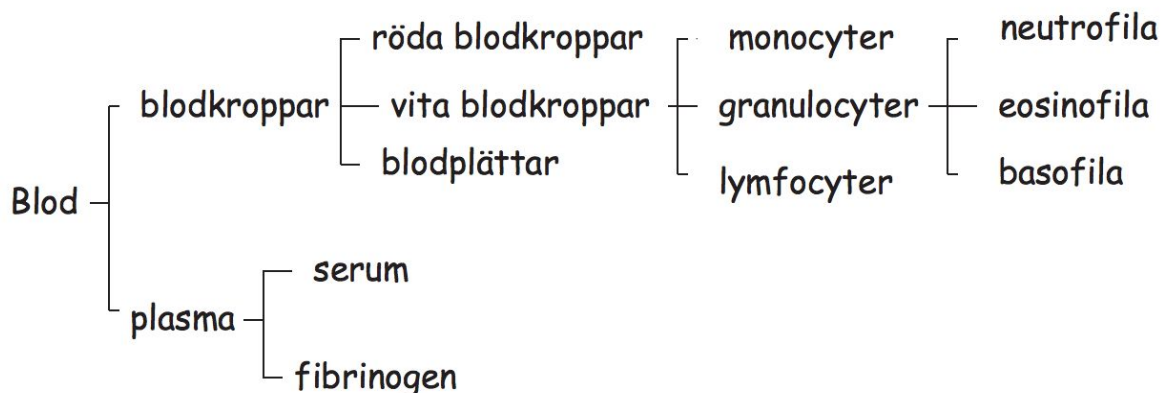 Blod
blodkroppar
röda blodkroppar
vita blodkroppar
blodplättar
monocyter
granulocyter
lymfocyter
neutrofila
eosinofila
basofila
plasma
serum
fibrinogen